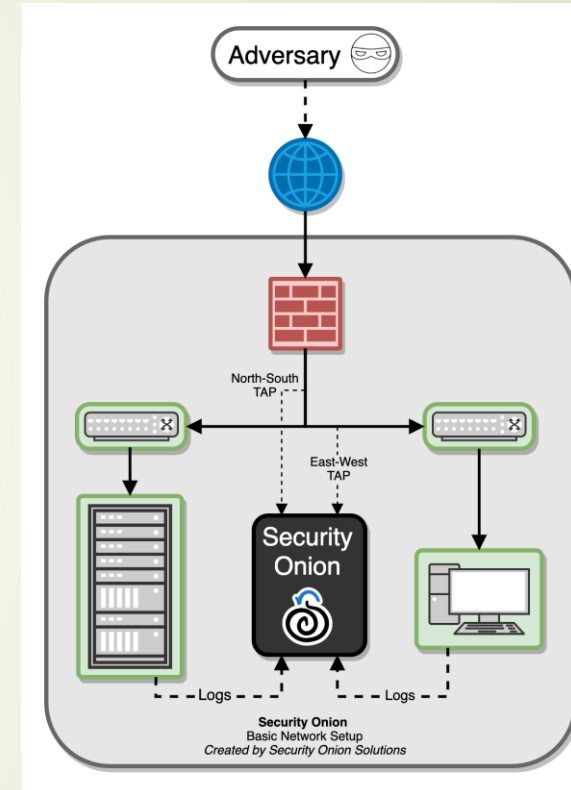 Adversary
North-South
TAP
East-West
TAP
Security
Onion
Logs
Logs
Security Onion
Basic Network Setup
Created by Security Onion Solutions